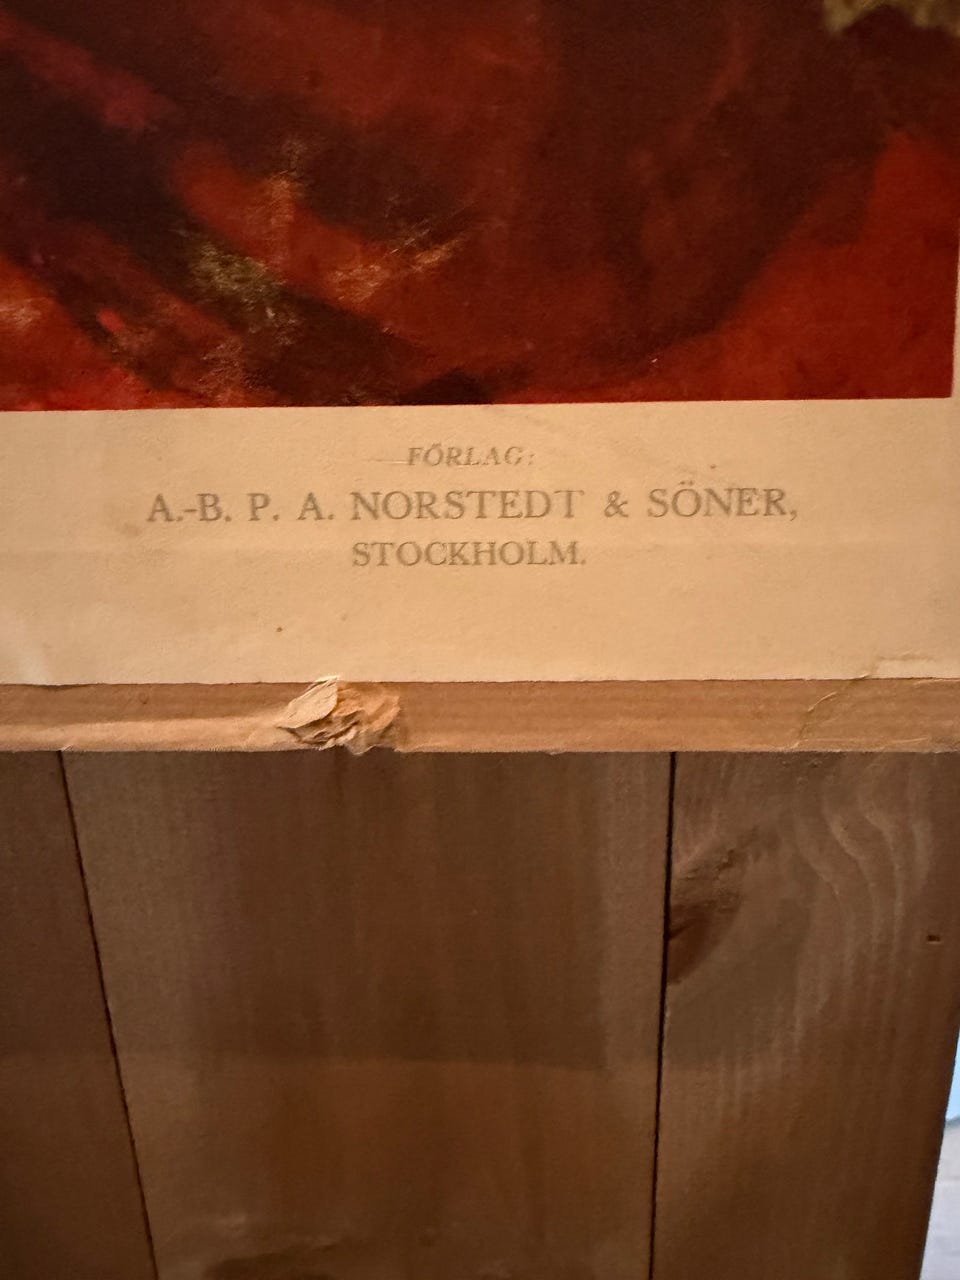 FÖRLAG:
A.-B. P. A. NORSTEDT & SÖNER,
STOCKHOLM.